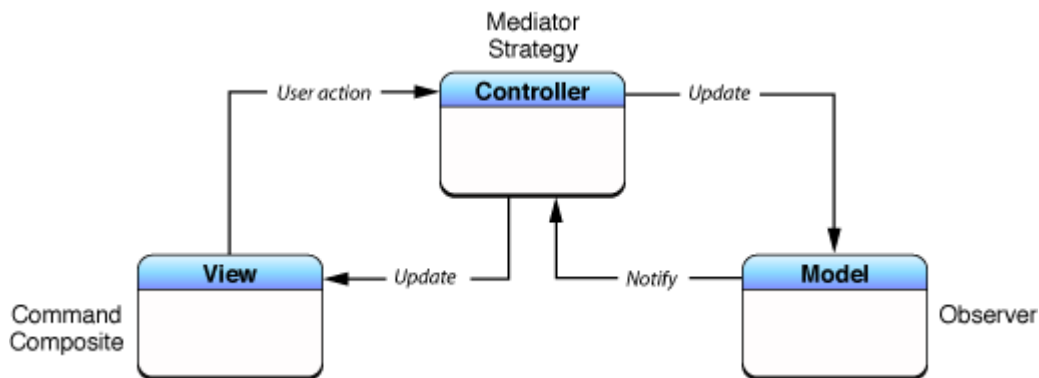 Mediator
Strategy
Controller
User action
Update
View
Update
Notify
Model
Command
Composite
Observer